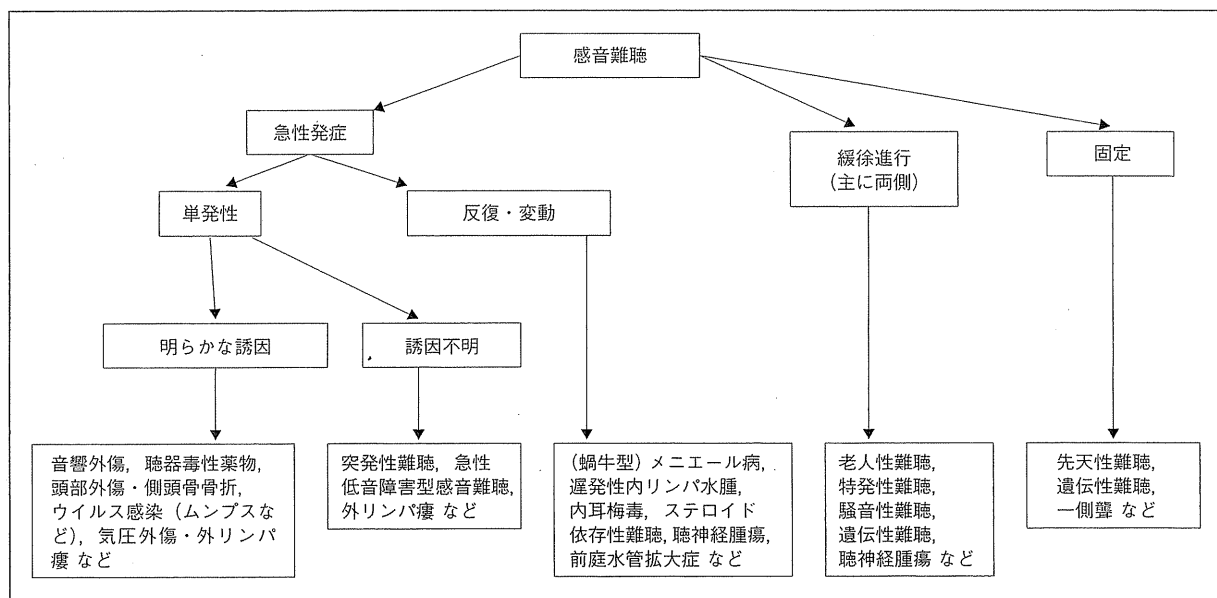 感音難聴
急性発症
緩徐進行
(主に両側)
固定
単発性
反復・変動
明らかな誘因
誘因不明
音響外傷,聴器毒性薬物,
頭部外傷・側頭骨骨折,
ウイルス感染(ムンプスな
ど),気圧外傷・外リンパ
瘻 など
突発性難聴,急性
低音障害型感音難聴,
外リンパ瘻 など
(蝸牛型)メニエール病,
遅発性内リンパ水腫,
内耳梅毒,ステロイド
依存性難聴,聴神経腫瘍,
前庭水管拡大症 など
老人性難聴,
特発性難聴,
騒音性難聴,
遺伝性難聴,
聴神経腫瘍 など
先天性難聴,
遺伝性難聴,
一側聾 など